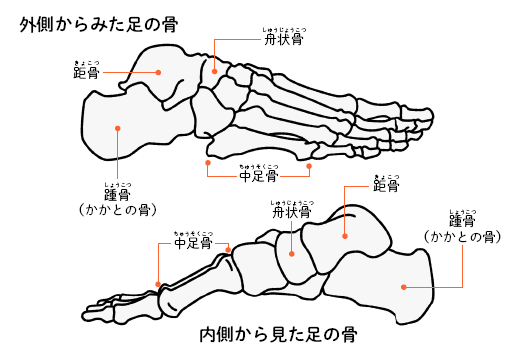 外側からみた足の骨
しゅうじょうこつ
舟状骨
きょこつ
距骨
しょうこつ
踵骨
（かかとの骨）
ちゅうそくこつ
中足骨
きょこつ
距骨
しゅうじょうこつ
舟状骨
しょうこつ
踵骨
（かかとの骨）
ちゅうそくこつ
中足骨
内側から見た足の骨